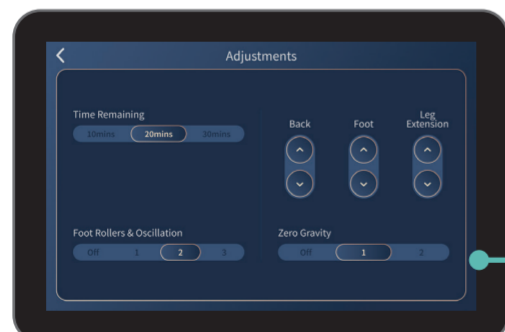 Adjustments
Time Remaining
10mins 20mins 30mins
Back Foot Leg Extension
Foot Rollers & Oscillation
Off 1 2 3
Zero Gravity
Off 1 2